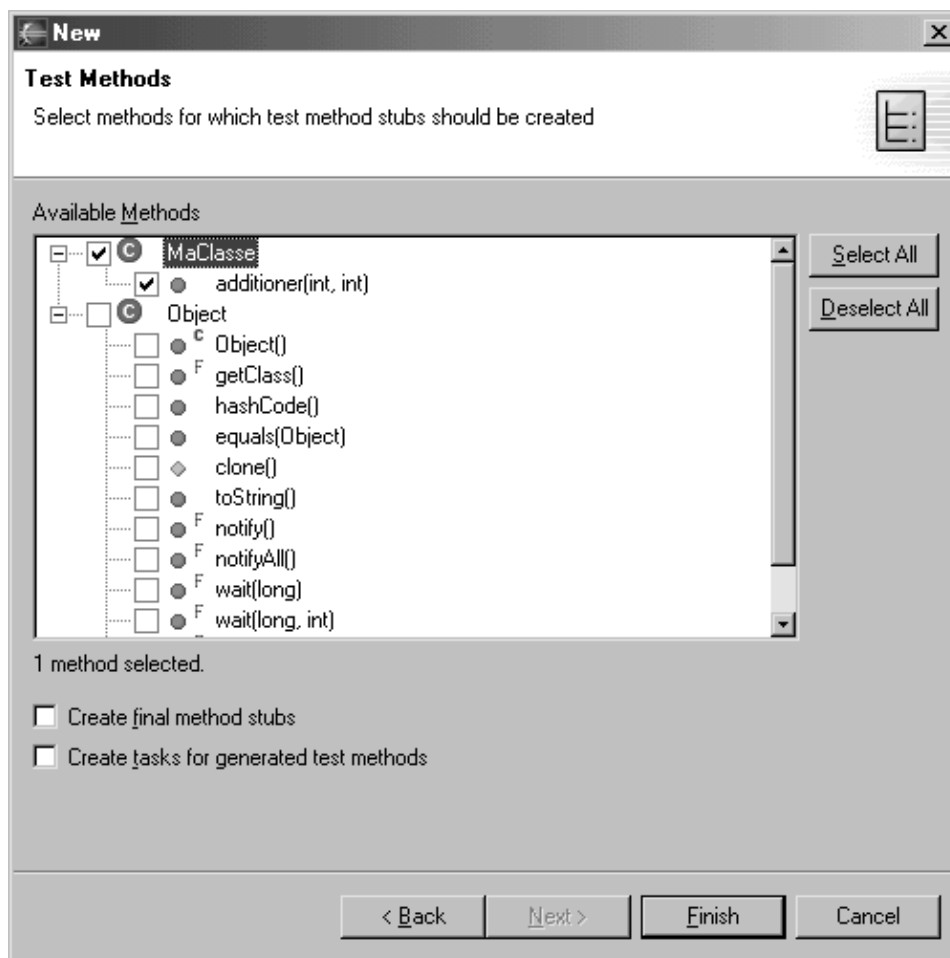 New
Test Methods
Select methods for which test method stubs should be created
Available Methods
MaClasse
additioner(int, int)
Object
C Object()
F getClass()
hashCode()
equals(Object)
clone()
toString()
F notify()
F notifyAll()
F wait(long)
F wait(long, int)
Select All
Deselect All
1 method selected.
Create final method stubs
Create tasks for generated test methods
< Back
Next >
Finish
Cancel